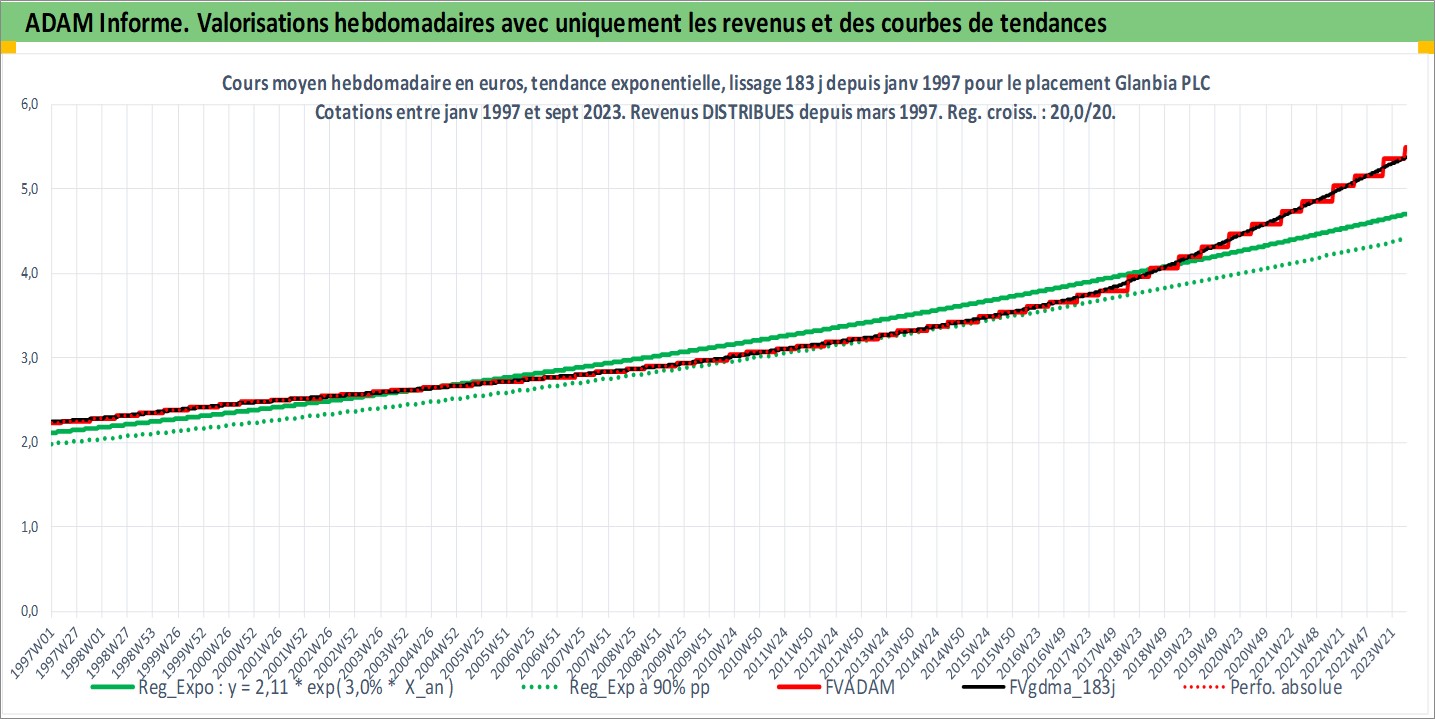 ADAM Informe. Valorisations hebdomadaires avec uniquement les revenus et des courbes de tendances
Cours moyen hebdomadaire en euros, tendance exponentielle, lissage 183 j depuis janv 1997 pour le placement Glanbia PLC
Cotations entre janv 1997 et sept 2023. Revenus DISTRIBUES depuis mars 1997. Reg. croiss. : 20,0/20.
6,0
5,0
4,0
3,0
2,0
1,0
0,0
1997W01
1997W27
1998W01
1998W27
1998W53
1999W26
1999W52
2000W26
2000W52
2001W26
2001W52
2002W26
2002W52
2003W26
2003W52
2004W26
2004W52
2005W25
2005W51
2006W25
2006W51
2007W25
2007W51
2008W25
2008W51
2009W25
2009W51
2010W24
2010W50
2011W24
2011W50
2012W24
2012W50
2013W24
2013W50
2014W24
2014W50
2015W24
2015W50
2016W23
2016W49
2017W23
2017W49
2018W23
2018W49
2019W23
2019W49
2020W23
2020W49
2021W22
2021W48
2022W21
2022W47
2023W21
Reg_Expo : y = 2,11 * exp( 3,0% * X_an )
Reg_Exp à 90% pp
FVADAM
FVgdma_183j
Perfo. absolue